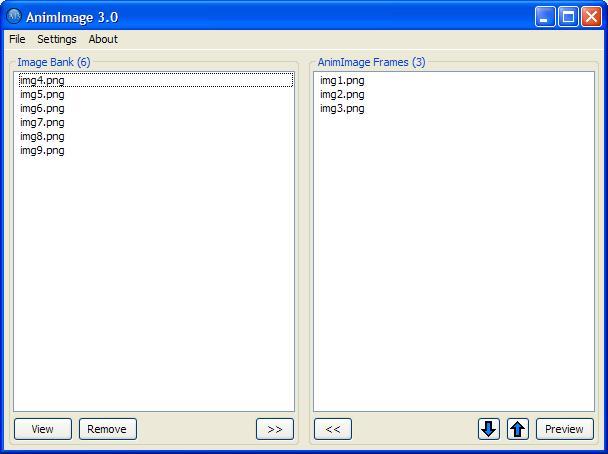 AnimImage 3.0
File Settings About
Image Bank (6)
img4.png
img5.png
img6.png
img7.png
img8.png
img9.png
View Remove >>
AnimImage Frames (3)
img1.png
img2.png
img3.png
<< Preview